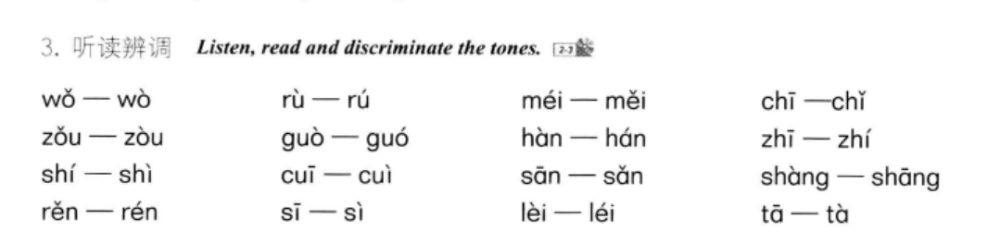 3. 听读辨调 Listen, read and discriminate the tones. 2-3
wǒ — wò rù — rú méi — měi chī —chǐ
zǒu — zòu guò — guó hàn — hán zhī — zhí
shí — shì cuī — cuì sān — sǎn shàng — shāng
rěn — rén sī — sì lèi — léi tā — tà